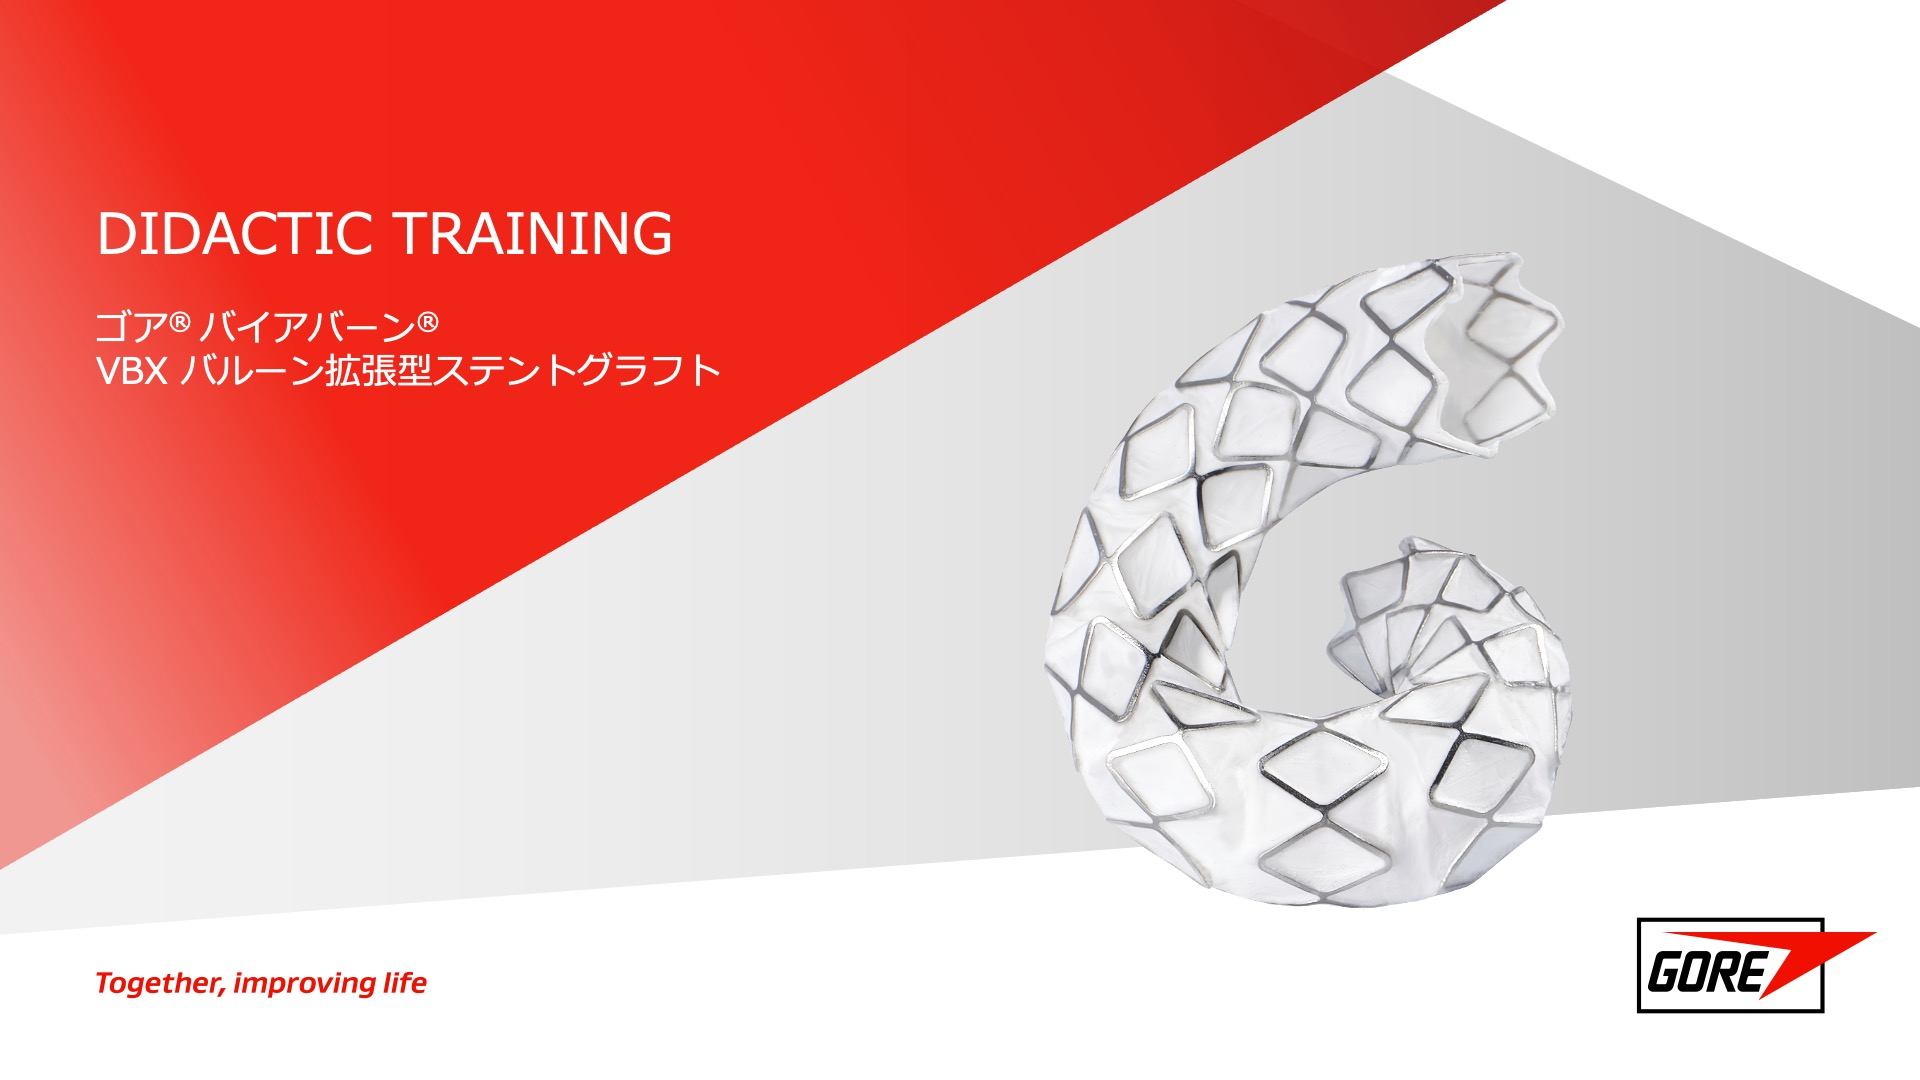 DIDACTIC TRAINING
ゴア® バイアバーン®
VBX バルーン拡張型ステントグラフト
Together, improving life
GORE